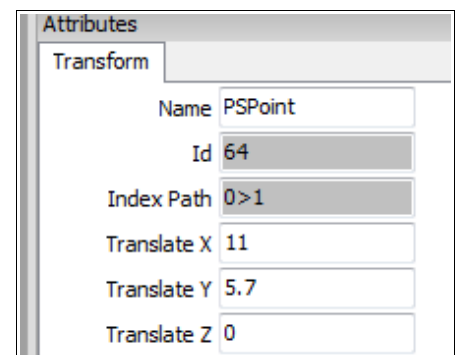 Attributes
Transform
Name PSPoint
Id 64
Index Path 0>1
Translate X 11
Translate Y 5.7
Translate Z 0